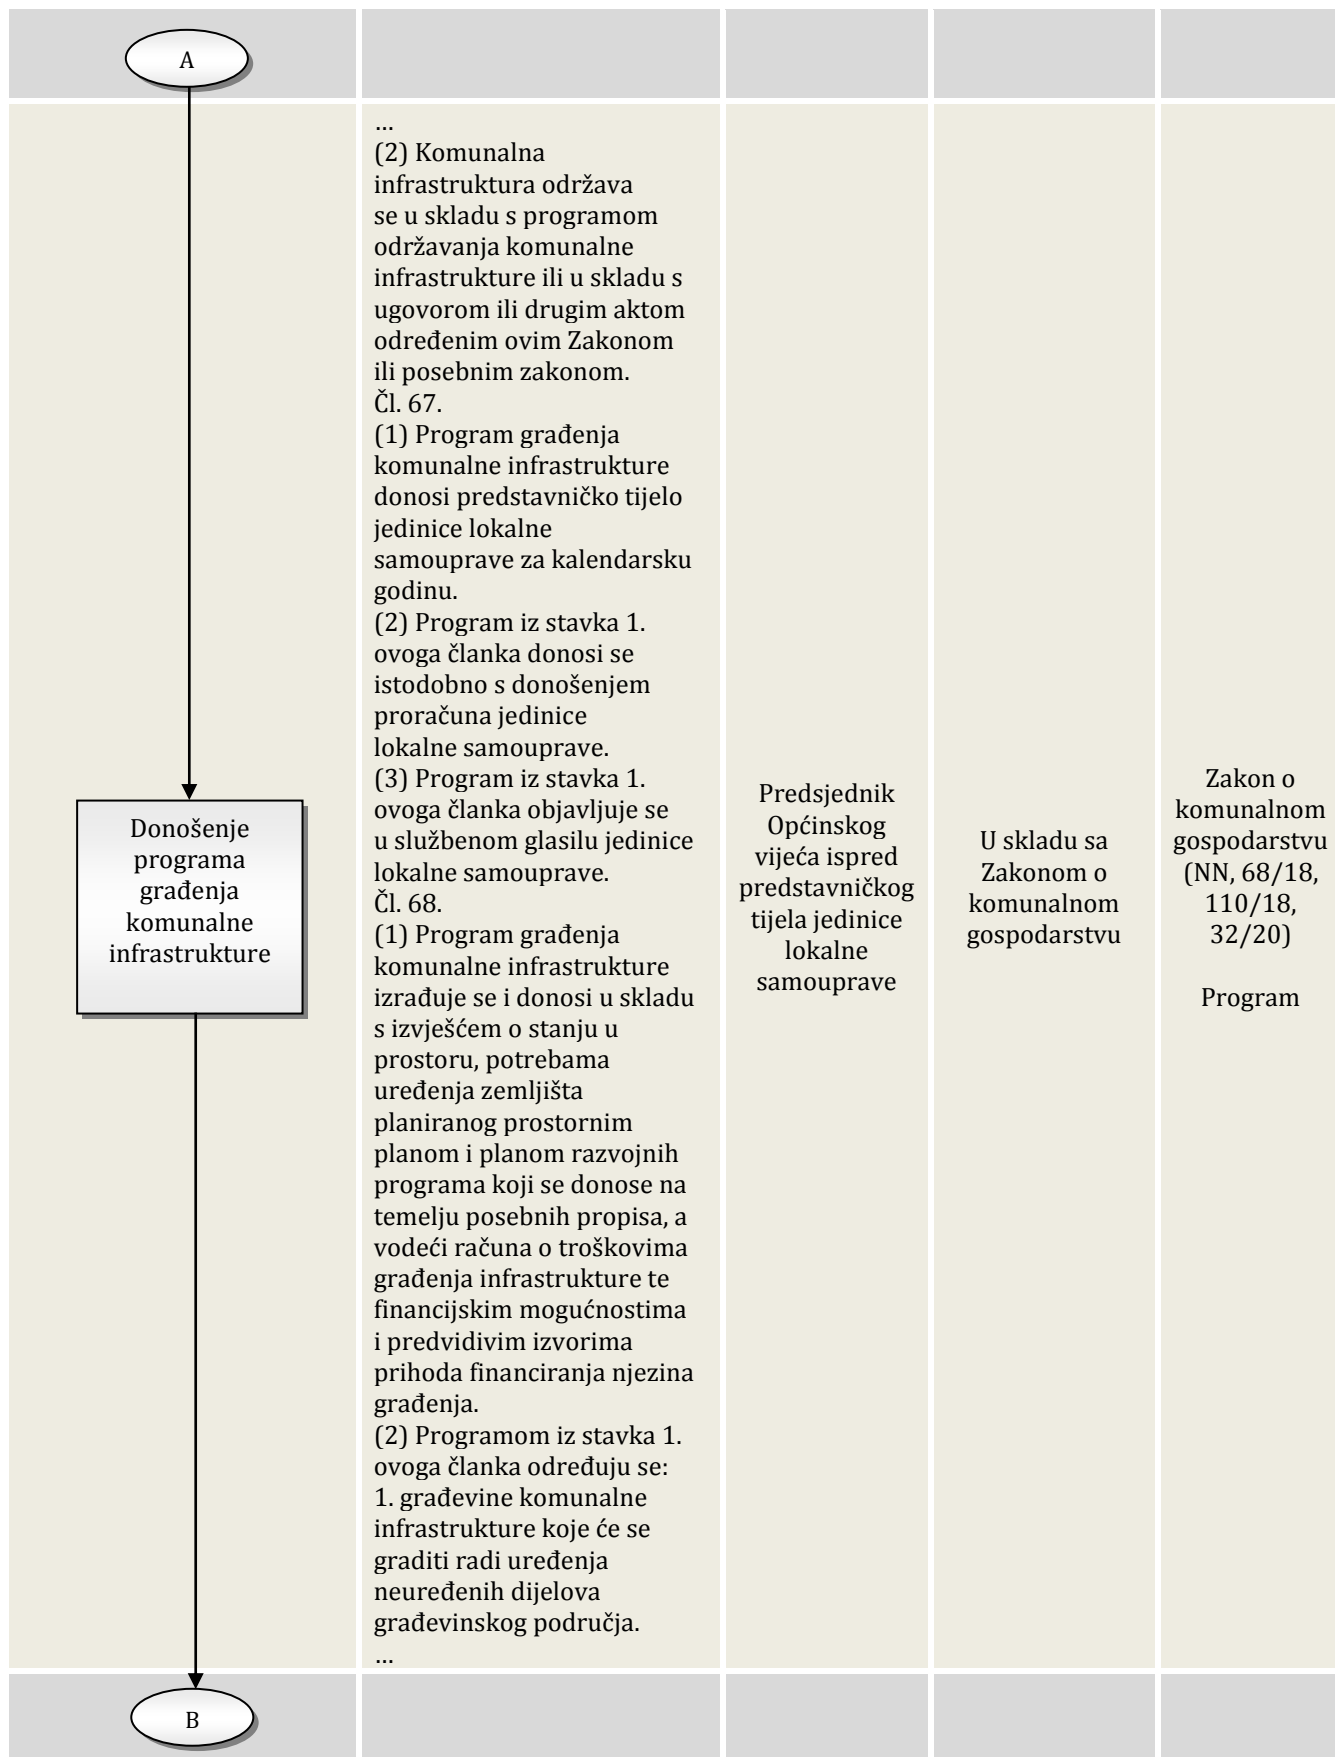 A
Donošenje
programa
građenja
komunalne
infrastrukture
…
(2) Komunalna
infrastruktura održava
se u skladu s programom
održavanja komunalne
infrastrukture ili u skladu s
ugovorom ili drugim aktom
određenim ovim Zakonom
ili posebnim zakonom.
Čl. 67.
(1) Program građenja
komunalne infrastrukture
donosi predstavničko tijelo
jedinice lokalne
samouprave za kalendarsku
godinu.
(2) Program iz stavka 1.
ovoga članka donosi se
istodobno s donošenjem
proračuna jedinice
lokalne samouprave.
(3) Program iz stavka 1.
ovoga članka objavljuje se
u službenom glasilu jedinice
lokalne samouprave.
Čl. 68.
(1) Program građenja
komunalne infrastrukture
izrađuje se i donosi u skladu
s izvješćem o stanju u
prostoru, potrebama
uređenja zemljišta
planiranog prostornim
planom i planom razvojnih
programa koji se donose na
temelju posebnih propisa, a
vodeći računa o troškovima
građenja infrastrukture te
financijskim mogućnostima
i predvidivim izvorima
prihoda financiranja njezina
građenja.
(2) Programom iz stavka 1.
ovoga članka određuju se:
1. građevine komunalne
infrastrukture koje će se
graditi radi uređenja
neuređenih dijelova
građevinskog područja.
…
Predsjednik
Općinskog
vijeća ispred
predstavničkog
tijela jedinice
lokalne
samouprave
U skladu sa
Zakonom o
komunalnom
gospodarstvu
Zakon o
komunalnom
gospodarstvu
(NN, 68/18,
110/18,
32/20)
Program
B